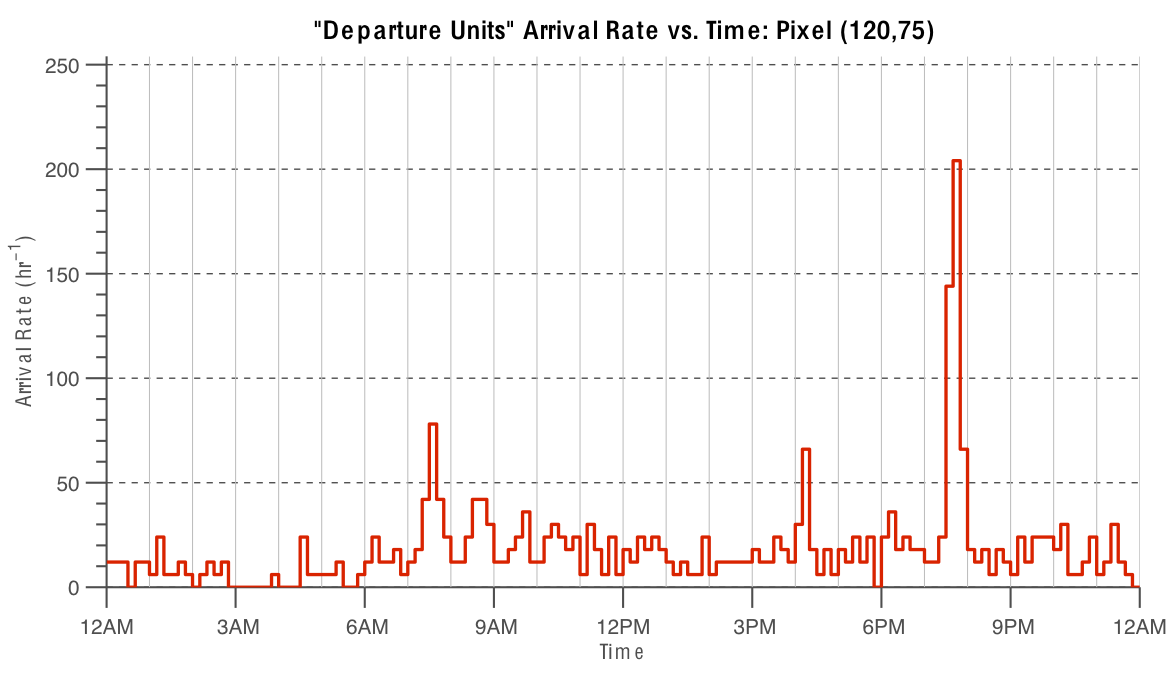 "Departure Units" Arrival Rate vs. Time: Pixel (120,75)
250
200
150
100
50
0
Arrival Rate (hr⁻¹)
12AM 3AM 6AM 9AM 12PM 3PM 6PM 9PM 12AM
Time